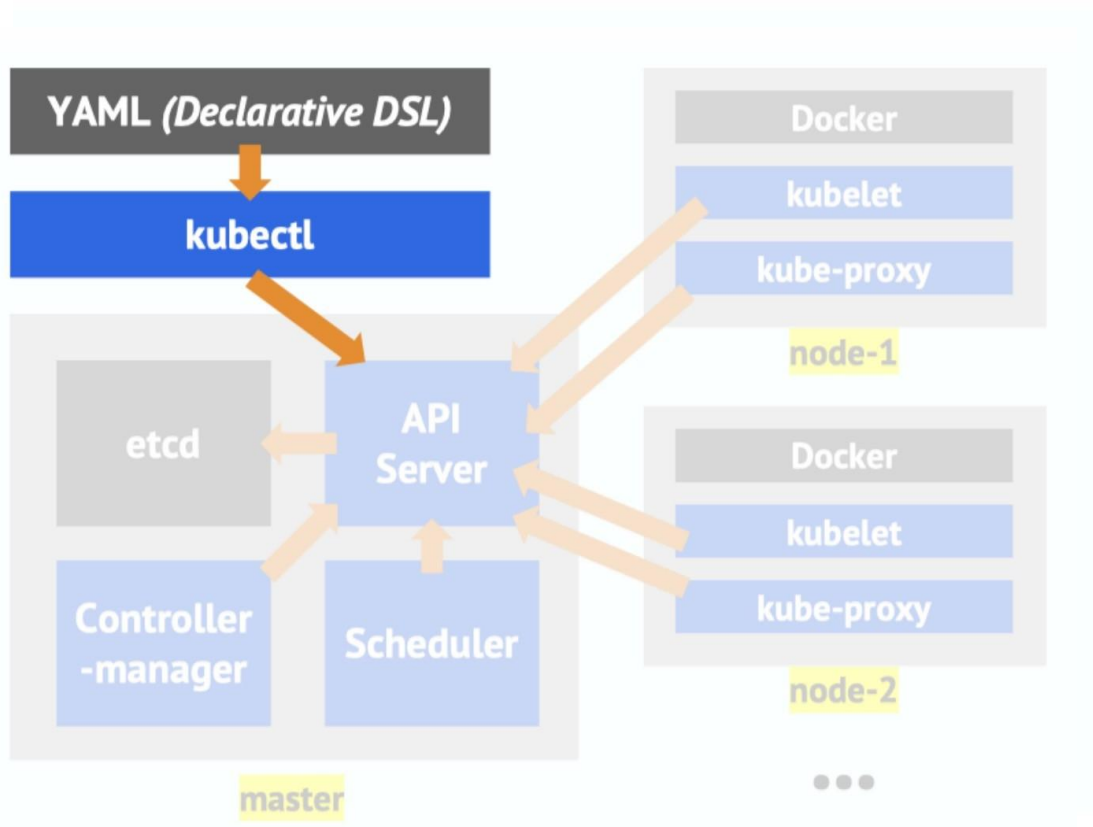 YAML (Declarative DSL)
kubectl
etcd
API
Server
Controller
-manager
Scheduler
master
Docker
kubelet
kube-proxy
node-1
Docker
kubelet
kube-proxy
node-2
...